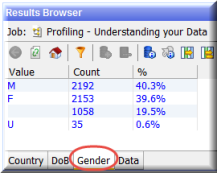 Results Browser
Job: Profiling - Understanding your Data
Value Count %
M 2192 40.3%
F 2153 39.6%
1058 19.5%
U 35 0.6%
Country DoB Gender Data